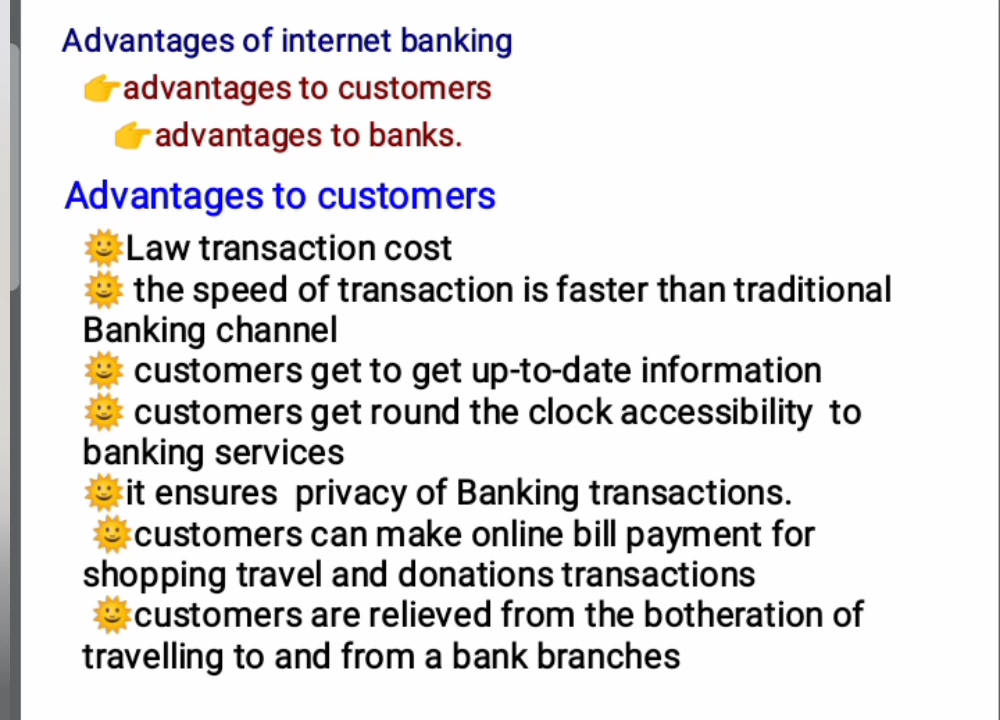 Advantages of internet banking
👉advantages to customers
👉advantages to banks.
Advantages to customers
🌞Law transaction cost
🌞 the speed of transaction is faster than traditional
Banking channel
🌞 customers get to get up-to-date information
🌞 customers get round the clock accessibility  to
banking services
🌞it ensures  privacy of Banking transactions.
🌞customers can make online bill payment for
shopping travel and donations transactions
🌞customers are relieved from the botheration of
travelling to and from a bank branches